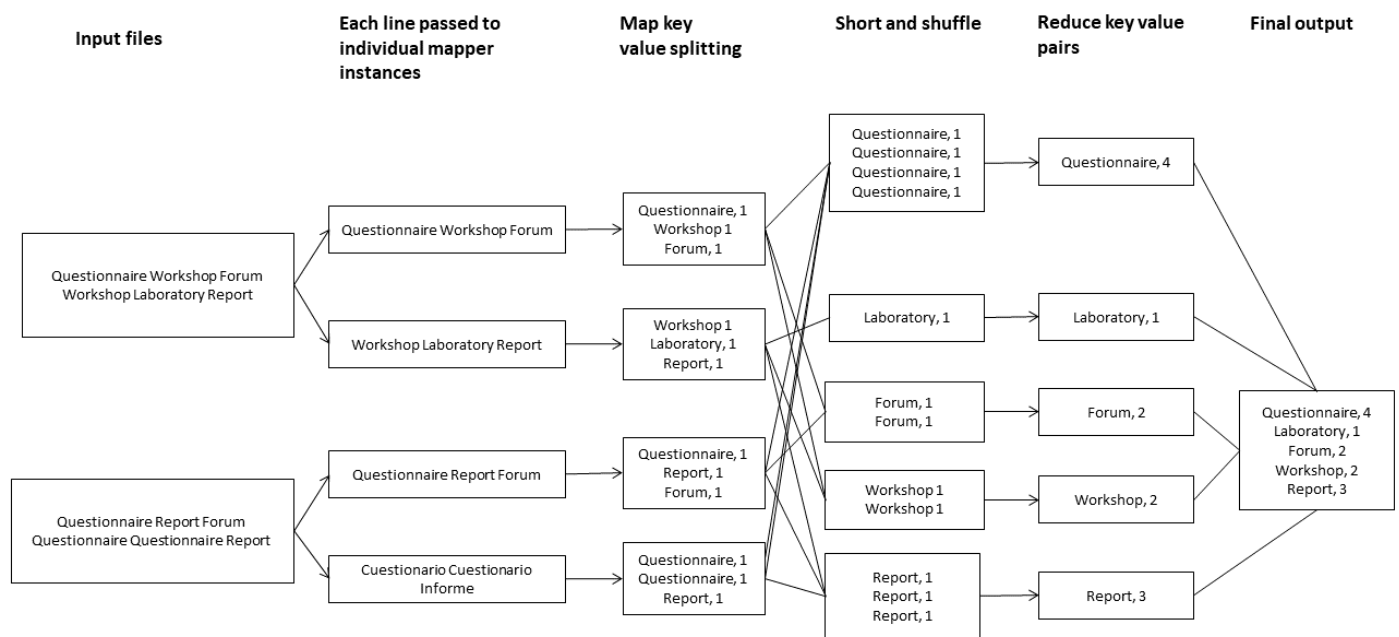 Input files
Each line passed to
individual mapper
instances
Map key
value splitting
Short and shuffle
Reduce key value
pairs
Final output
Questionnaire Workshop Forum
Workshop Laboratory Report
Questionnaire Report Forum
Questionnaire Questionnaire Report
Questionnaire Workshop Forum
Workshop Laboratory Report
Questionnaire Report Forum
Cuestionario Cuestionario
Informe
Questionnaire, 1
Workshop 1
Forum, 1
Workshop 1
Laboratory, 1
Report, 1
Questionnaire, 1
Report, 1
Forum, 1
Questionnaire, 1
Questionnaire, 1
Report, 1
Questionnaire, 1
Questionnaire, 1
Questionnaire, 1
Questionnaire, 1
Laboratory, 1
Forum, 1
Forum, 1
Workshop 1
Workshop 1
Report, 1
Report, 1
Report, 1
Questionnaire, 4
Laboratory, 1
Forum, 2
Workshop, 2
Report, 3
Questionnaire, 4
Laboratory, 1
Forum, 2
Workshop, 2
Report, 3